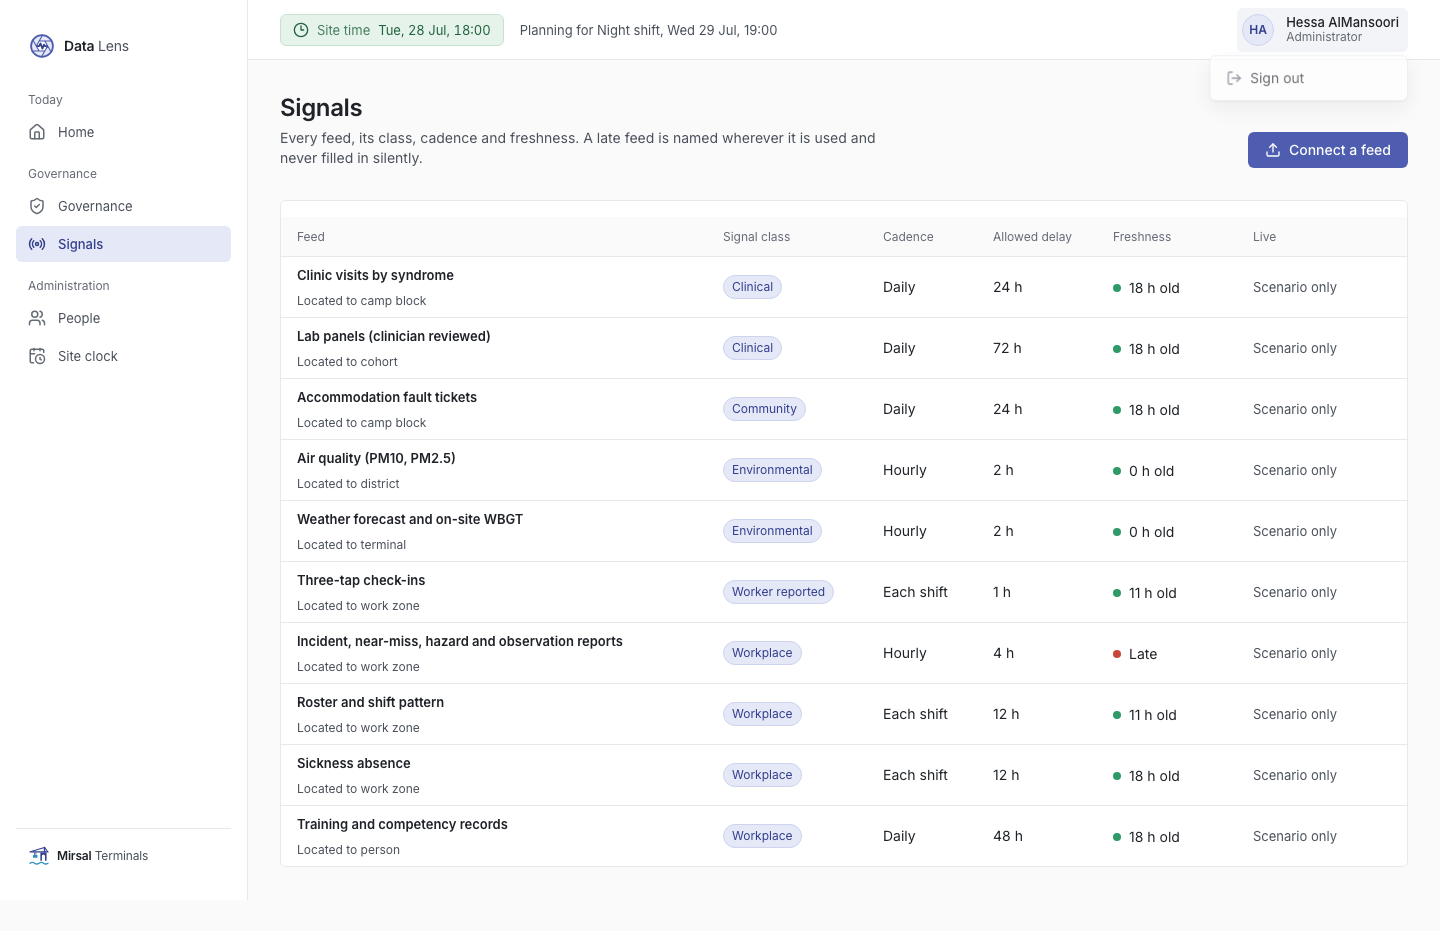 Data Lens
Today
Home
Governance
Governance
Signals
Administration
People
Site clock
Mirsal Terminals
Site time Tue, 28 Jul, 18:00
Planning for Night shift, Wed 29 Jul, 19:00
HA
Hessa AlMansoori
Administrator
Sign out
Signals
Every feed, its class, cadence and freshness. A late feed is named wherever it is used and
never filled in silently.
Connect a feed
Feed Signal class Cadence Allowed delay Freshness Live
Clinic visits by syndrome
Located to camp block
Clinical Daily 24 h 18 h old Scenario only
Lab panels (clinician reviewed)
Located to cohort
Clinical Daily 72 h 18 h old Scenario only
Accommodation fault tickets
Located to camp block
Community Daily 24 h 18 h old Scenario only
Air quality (PM10, PM2.5)
Located to district
Environmental Hourly 2 h 0 h old Scenario only
Weather forecast and on-site WBGT
Located to terminal
Environmental Hourly 2 h 0 h old Scenario only
Three-tap check-ins
Located to work zone
Worker reported Each shift 1 h 11 h old Scenario only
Incident, near-miss, hazard and observation reports
Located to work zone
Workplace Hourly 4 h Late Scenario only
Roster and shift pattern
Located to work zone
Workplace Each shift 12 h 11 h old Scenario only
Sickness absence
Located to work zone
Workplace Each shift 12 h 18 h old Scenario only
Training and competency records
Located to person
Workplace Daily 48 h 18 h old Scenario only